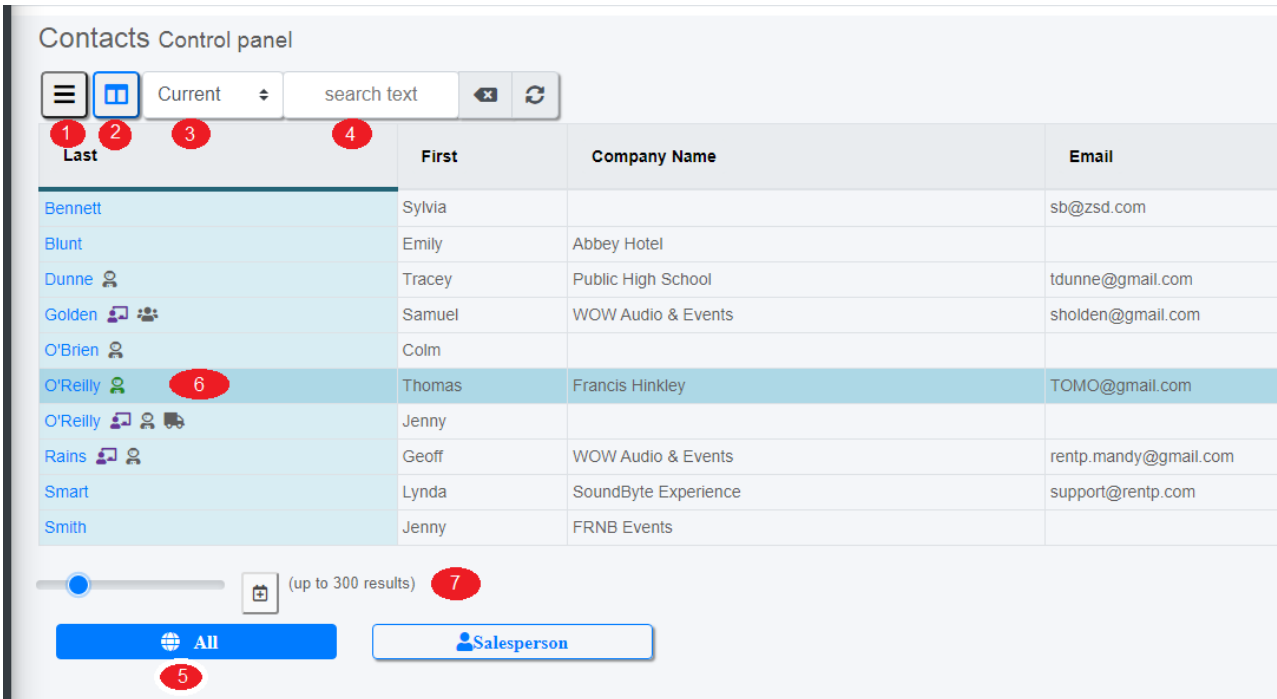 Contacts Control panel
Current search text
1 2 3 4
Last First Company Name Email
Bennett Sylvia sb@zsd.com
Blunt Emily Abbey Hotel
Dunne Tracey Public High School tdunne@gmail.com
Golden Samuel WOW Audio & Events sholden@gmail.com
O'Brien Colm
O'Reilly 6 Thomas Francis Hinkley TOMO@gmail.com
O'Reilly Jenny
Rains Geoff WOW Audio & Events rentp.mandy@gmail.com
Smart Lynda SoundByte Experience support@rentp.com
Smith Jenny FRNB Events
(up to 300 results) 7
All Salesperson
5